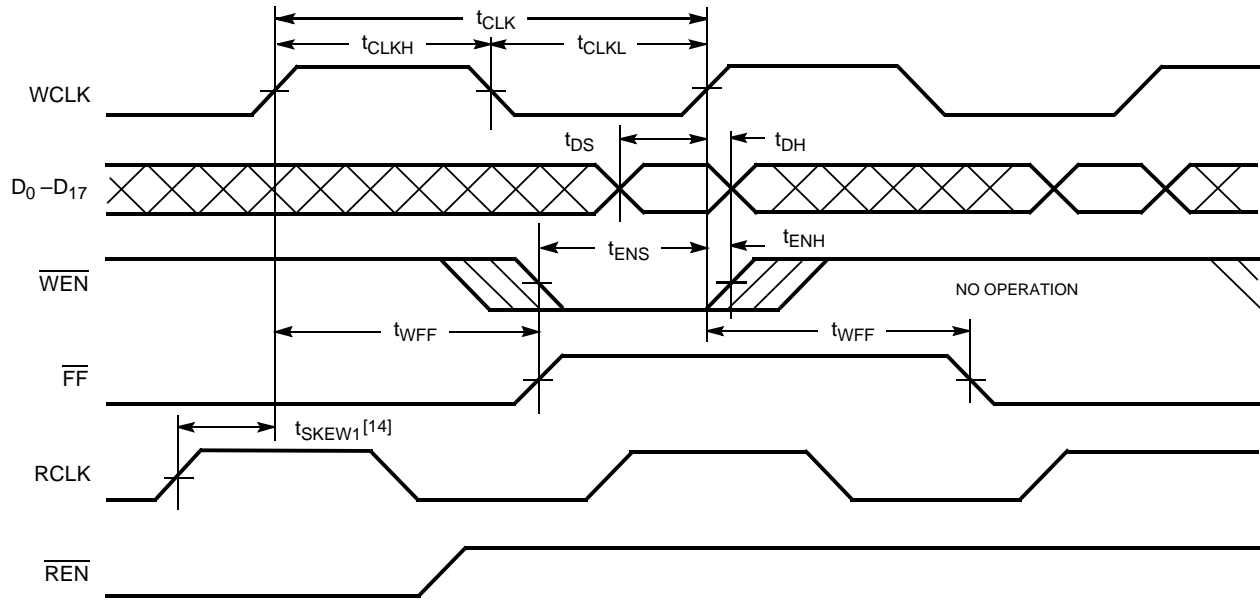 tCLK
tCLKH tCLKL
WCLK
tDS tDH
D0 –D17
tENS tENH
WEN
NO OPERATION
tWFF tWFF
FF
tSKEW1[14]
RCLK
REN